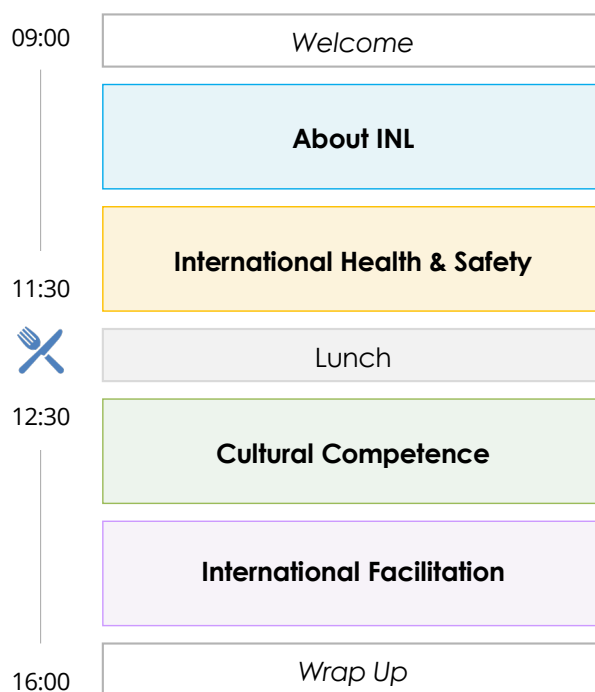 09:00
Welcome
About INL
International Health & Safety
11:30
Lunch
12:30
Cultural Competence
International Facilitation
Wrap Up
16:00